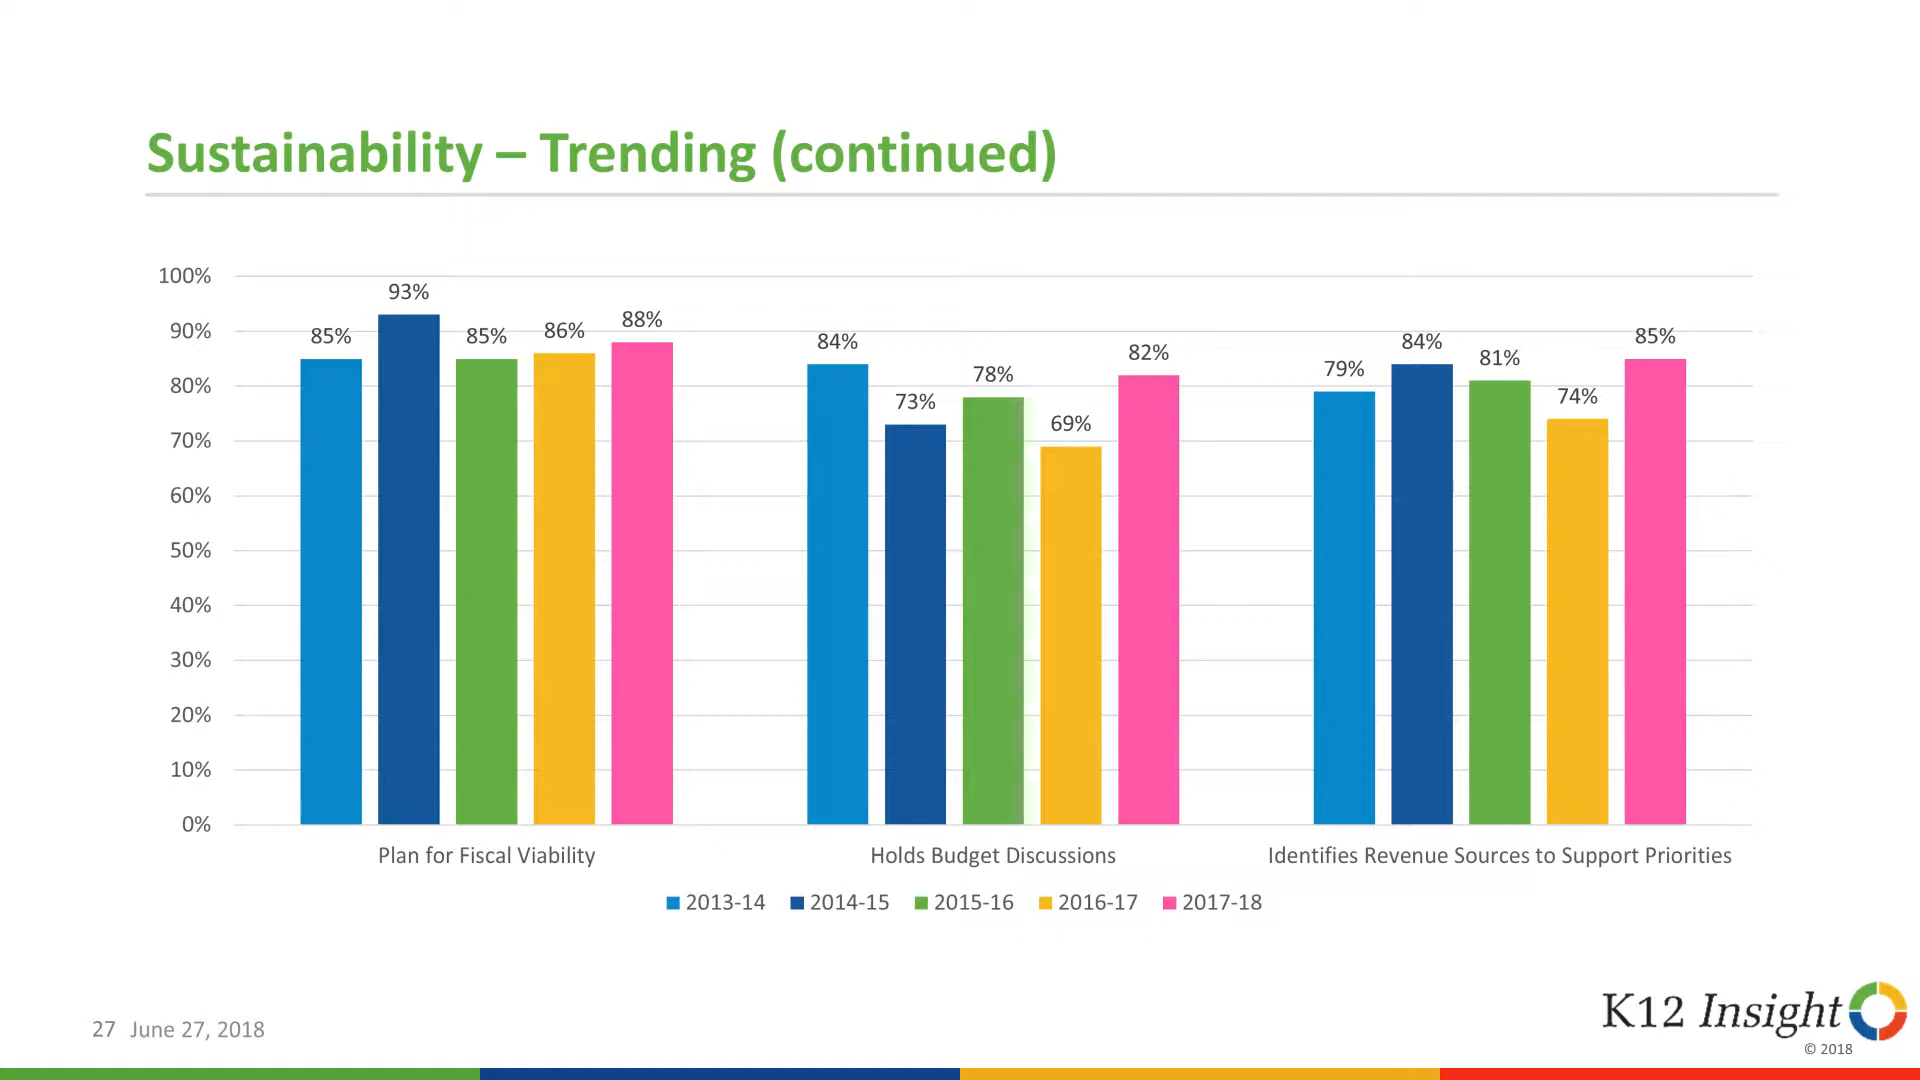 Sustainability – Trending (continued)
100%
90%
80%
70%
60%
50%
40%
30%
20%
10%
0%
85% 93% 85% 86% 88%
84% 73% 78% 69% 82%
79% 84% 81% 74% 85%
Plan for Fiscal Viability
Holds Budget Discussions
Identifies Revenue Sources to Support Priorities
2013-14 2014-15 2015-16 2016-17 2017-18
27 June 27, 2018
K12 Insight
© 2018